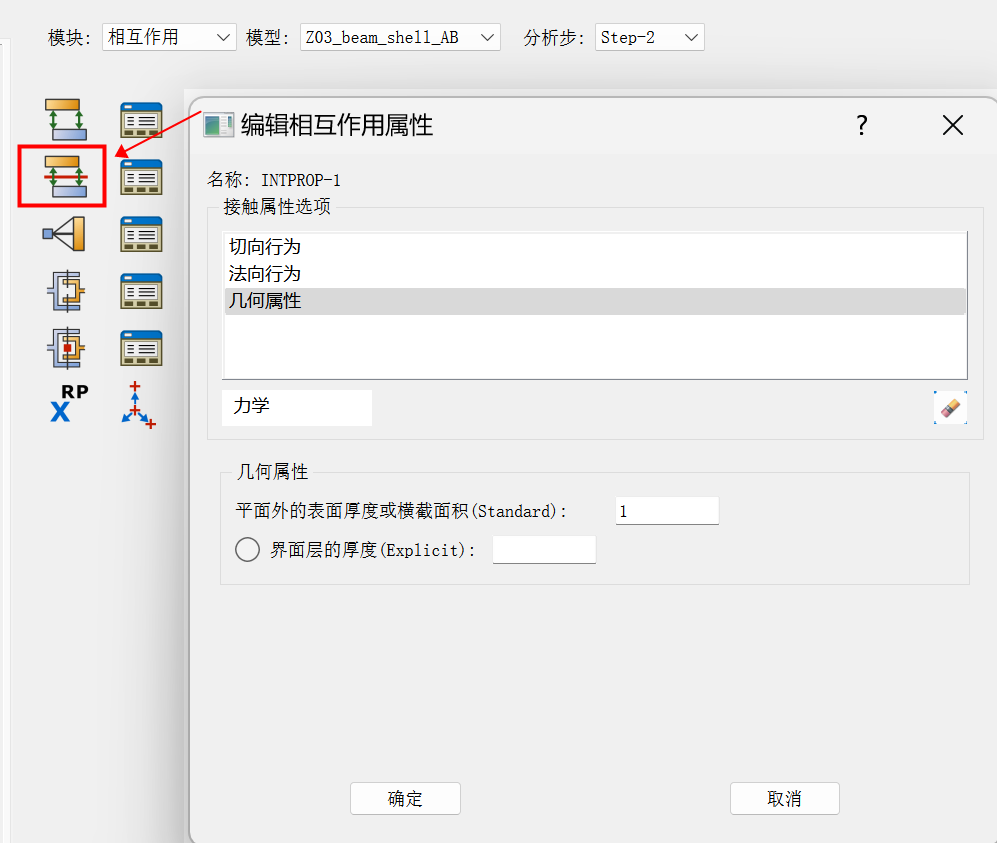 模块: 相互作用 模型: Z03_beam_shell_AB 分析步: Step-2
编辑相互作用属性 ?
名称: INTPROP-1
接触属性选项
切向行为
法向行为
几何属性
力学
几何属性
平面外的表面厚度或横截面积(Standard): 1
界面层的厚度(Explicit):
RP
X
确定 取消